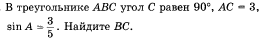 В треугольнике ABC угол C равен 90°, AC = 3,
sin A = 3/5. Найдите BC.